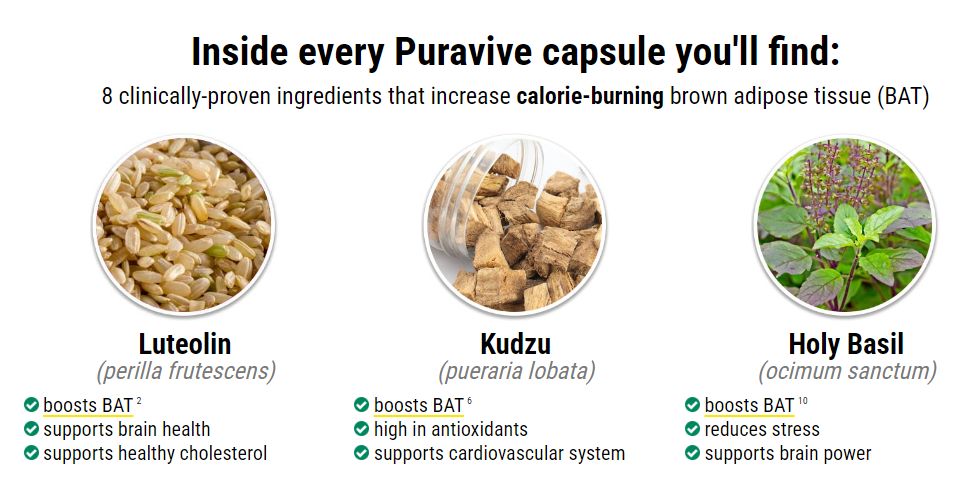 Inside every Puravive capsule you'll find:
8 clinically-proven ingredients that increase calorie-burning brown adipose tissue (BAT)
Luteolin
(perilla frutescens)
boosts BAT 2
supports brain health
supports healthy cholesterol
Kudzu
(pueraria lobata)
boosts BAT 6
high in antioxidants
supports cardiovascular system
Holy Basil
(ocimum sanctum)
boosts BAT 10
reduces stress
supports brain power